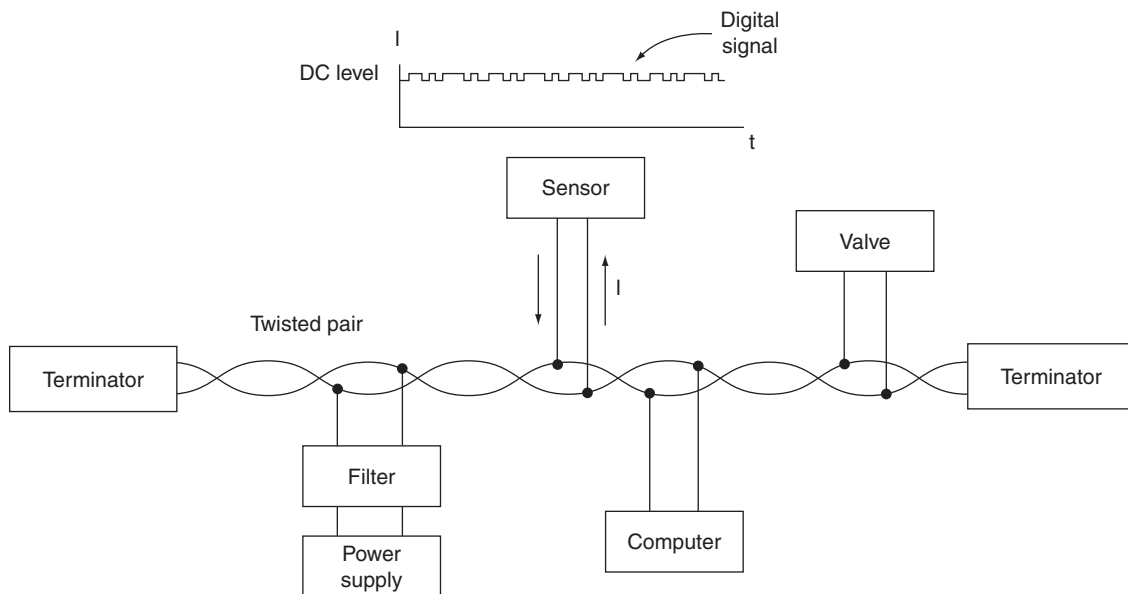 Digital
signal
I
DC level
t
Sensor
Valve
I
Twisted pair
Terminator
Terminator
Filter
Computer
Power
supply